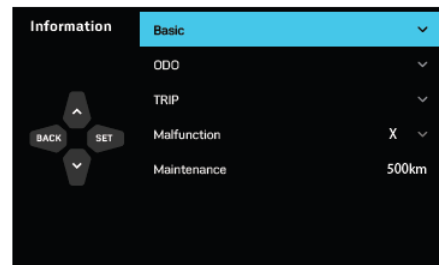 Information
Basic
ODO
TRIP
BACK SET
Malfunction X
Maintenance 500km